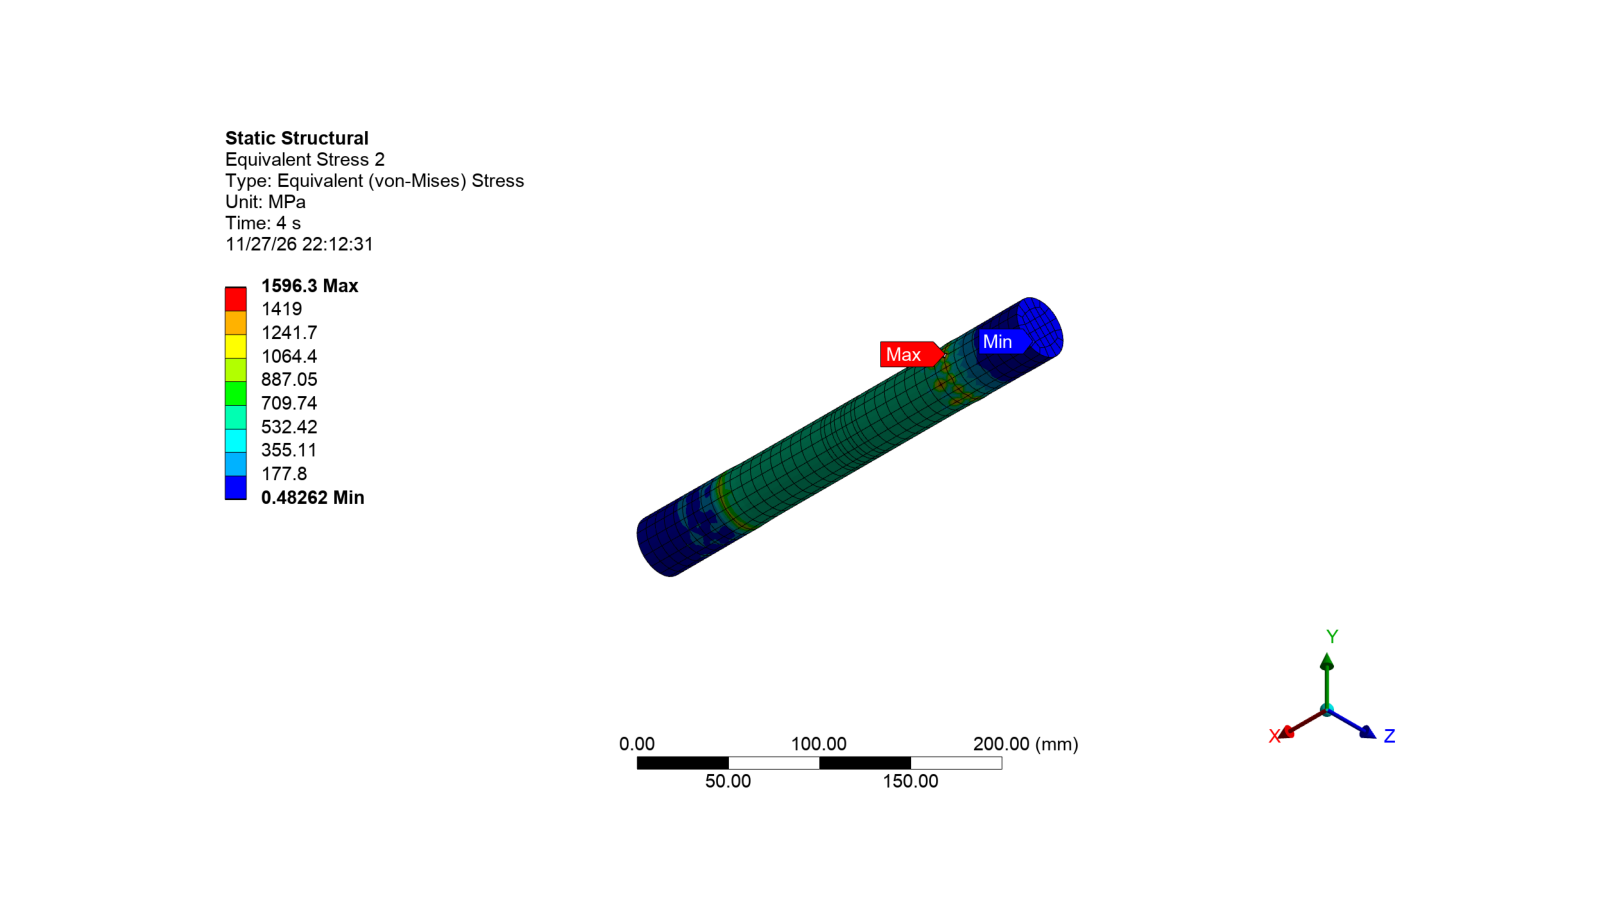 Static Structural
Equivalent Stress 2
Type: Equivalent (von-Mises) Stress
Unit: MPa
Time: 4 s
11/27/26 22:12:31
1596.3 Max
1419
1241.7
1064.4
887.05
709.74
532.42
355.11
177.8
0.48262 Min
Max
Min
Y
X
Z
0.00 100.00 200.00 (mm)
50.00 150.00